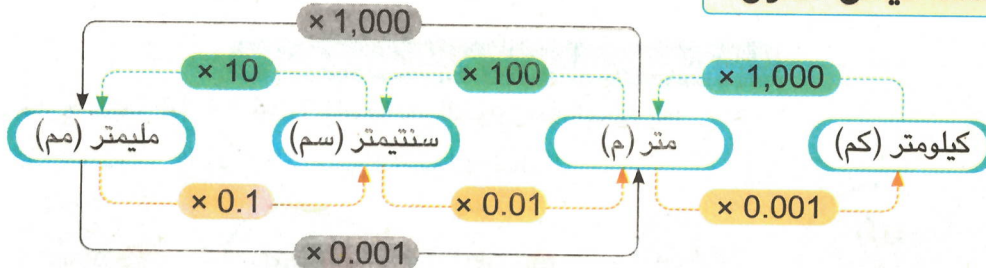 × 1,000
× 1,000 × 100 × 10
كيلومتر (كم) متر (م) سنتيمتر (سم) مليمتر (مم)
× 0.001 × 0.01 × 0.1
× 0.001